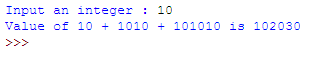 Input an integer : 10
Value of 10 + 1010 + 101010 is 102030
>>>